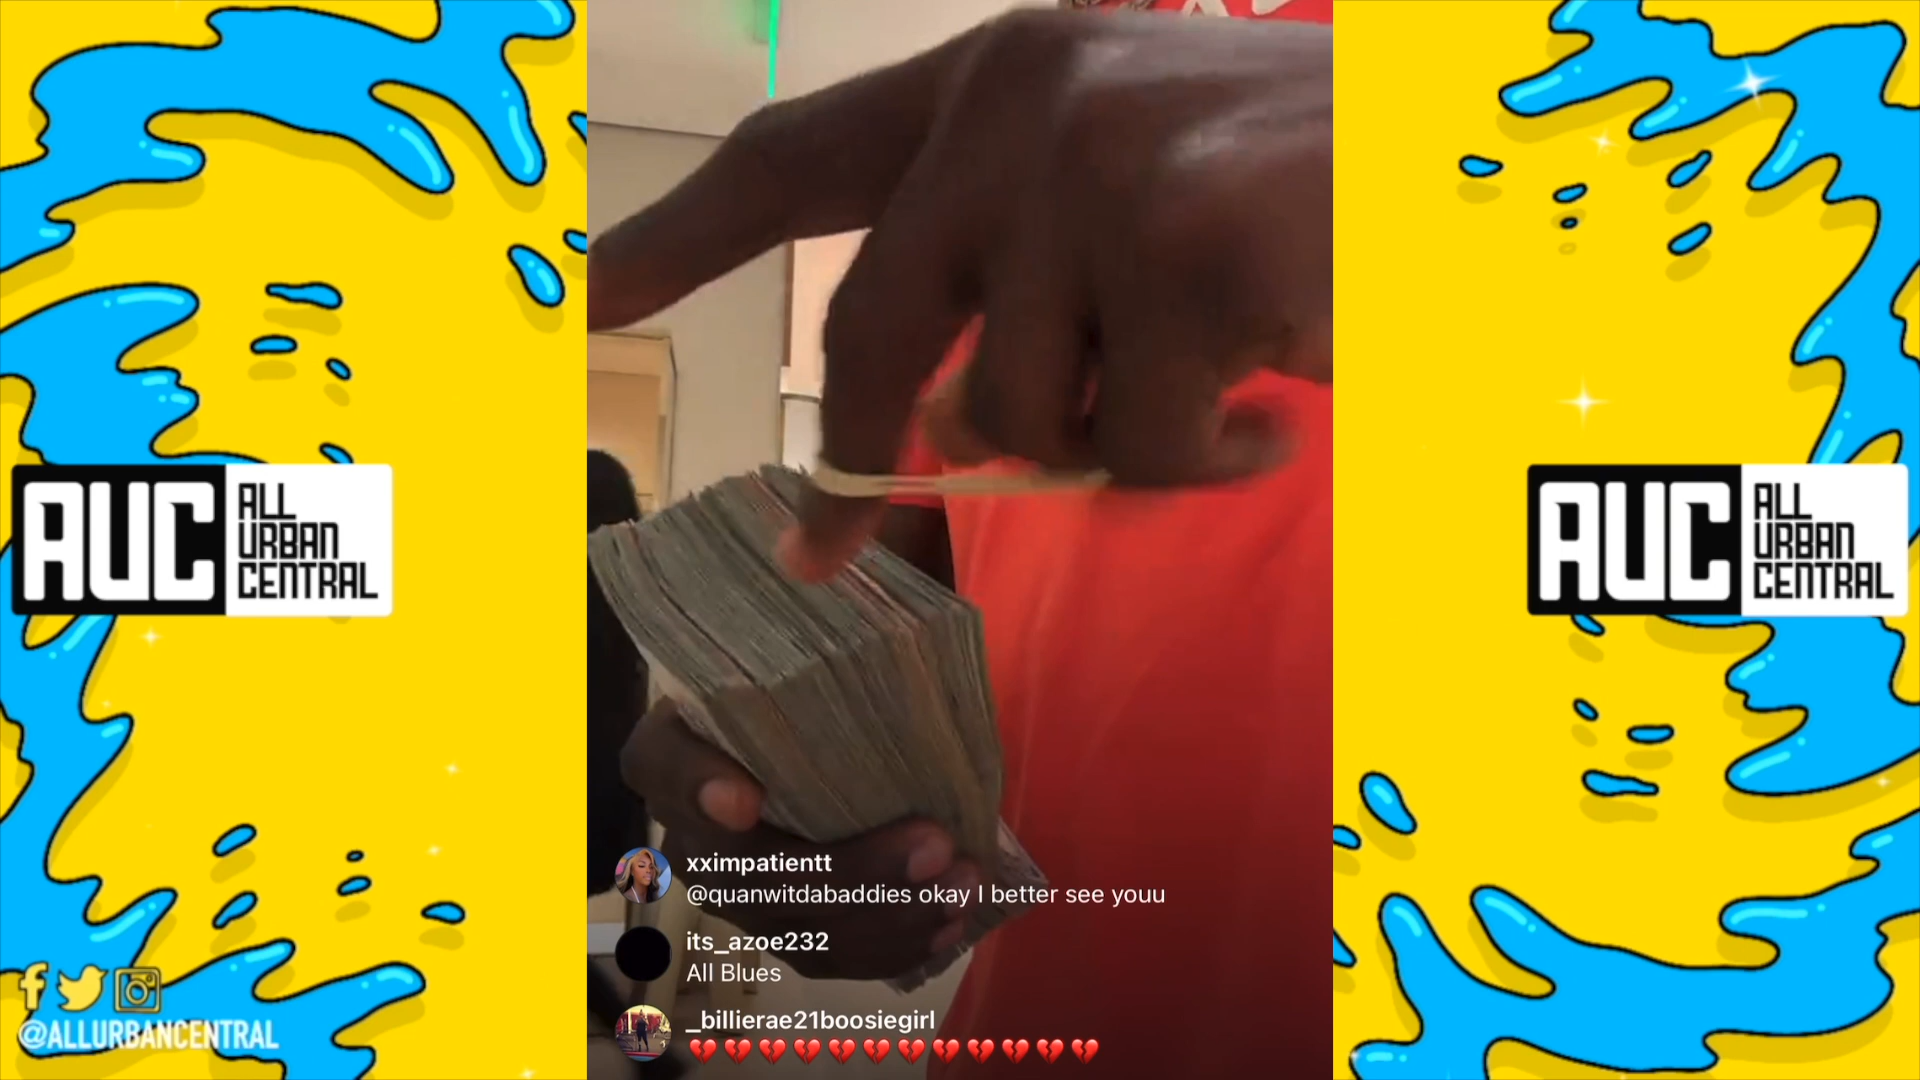 AUC
ALL
URBAN
CENTRAL
AUC
ALL
URBAN
CENTRAL
xximpatientt
@quanwitdabaddies okay I better see youu
its_azoe232
All Blues
_billierae21boosiegirl
💔💔💔💔💔💔💔💔💔💔💔💔
@ALLURBANCENTRAL